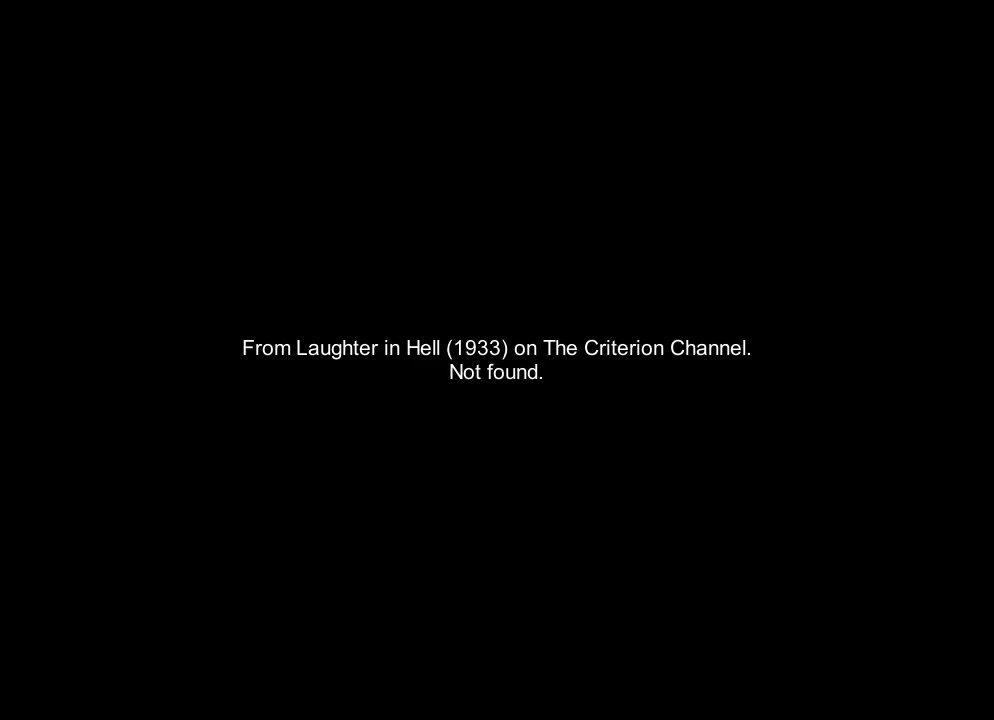 From Laughter in Hell (1933) on The Criterion Channel.
Not found.